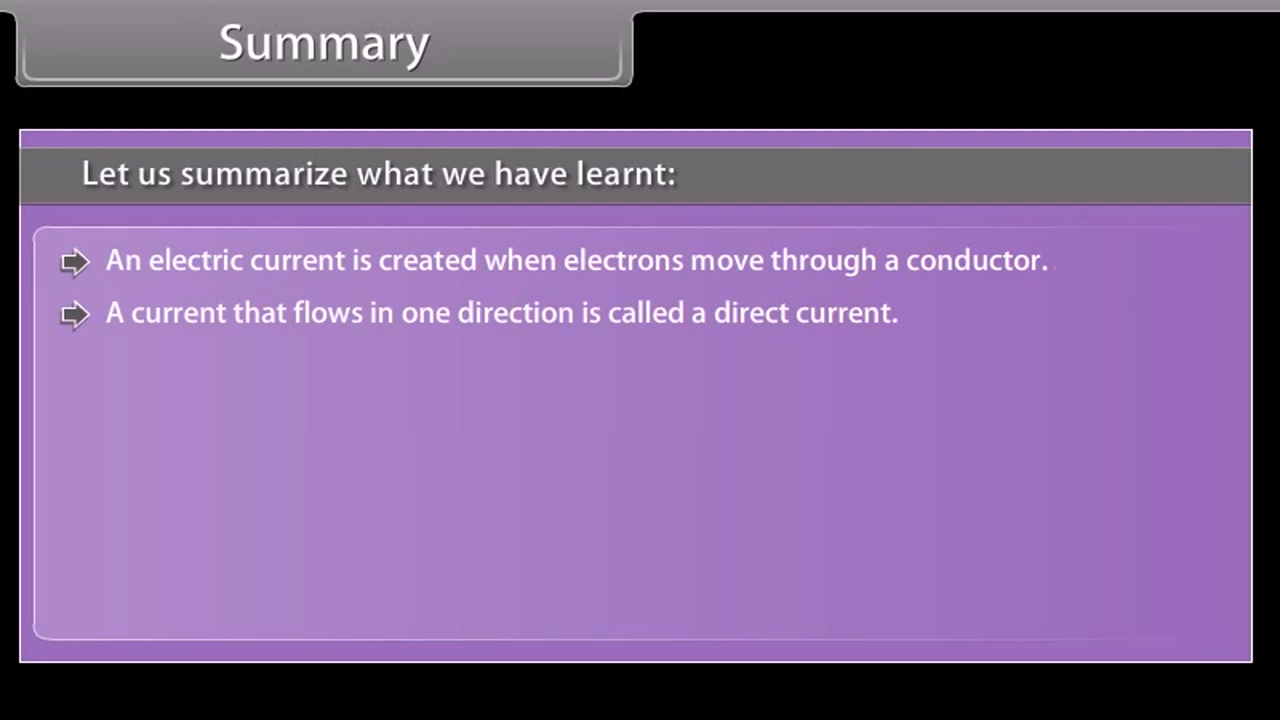 Summary
Let us summarize what we have learnt:
An electric current is created when electrons move through a conductor.
A current that flows in one direction is called a direct current.